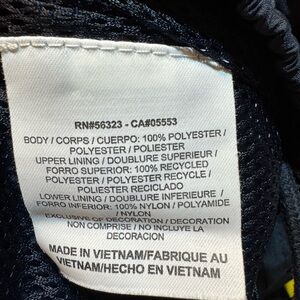 RN#56323 - CA#05553
BODY / CORPS / CUERPO: 100% POLYESTER /
POLYESTER / POLIESTER
UPPER LINING / DOUBLURE SUPERIEUR /
FORRO SUPERIOR: 100% RECYCLED
POLYESTER / POLYESTER RECYCLE /
POLIESTER RECICLADO
LOWER LINING / DOUBLURE INFERIEURE /
FORRO INFERIOR: 100% NYLON / POLYAMIDE
/ NYLON
EXCLUSIVE OF DECORATION / DECORATION
NON COMPRISE / NO INCLUYE LA
DECORACION
MADE IN VIETNAM/FABRIQUE AU
VIETNAM/HECHO EN VIETNAM